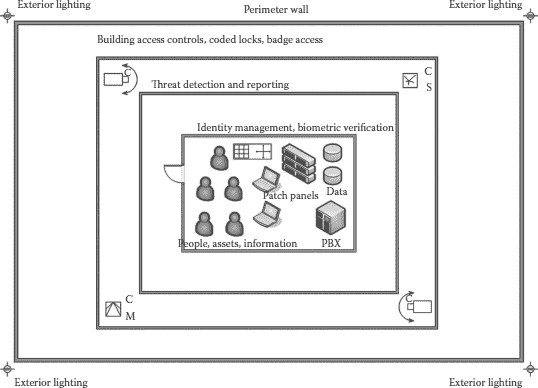 Exterior lighting
Perimeter wall
Exterior lighting
Building access controls, coded locks, badge access
C
C
S
Threat detection and reporting
Identity management, biometric verification
Patch panels
Data
People, assets, information
PBX
C
M
C
Exterior lighting
Exterior lighting